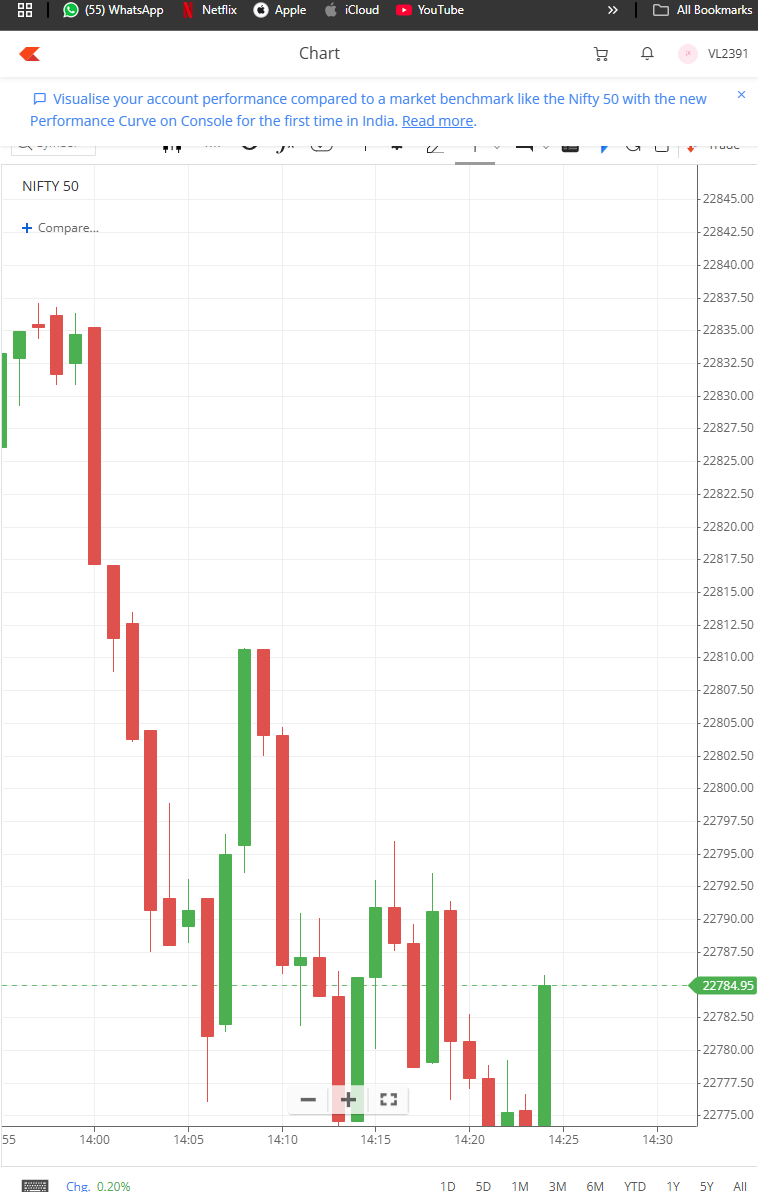 (55) WhatsApp
Netflix
Apple
iCloud
YouTube
All Bookmarks
Chart
VL2391
Visualise your account performance compared to a market benchmark like the Nifty 50 with the new
Performance Curve on Console for the first time in India. Read more.
NIFTY 50
Compare...
22845.00
22842.50
22840.00
22837.50
22835.00
22832.50
22830.00
22827.50
22825.00
22822.50
22820.00
22817.50
22815.00
22812.50
22810.00
22807.50
22805.00
22802.50
22800.00
22797.50
22795.00
22792.50
22790.00
22787.50
22784.95
22782.50
22780.00
22777.50
22775.00
55 14:00 14:05 14:10 14:15 14:20 14:25 14:30
Chg. 0.20% 1D 5D 1M 3M 6M YTD 1Y 5Y All